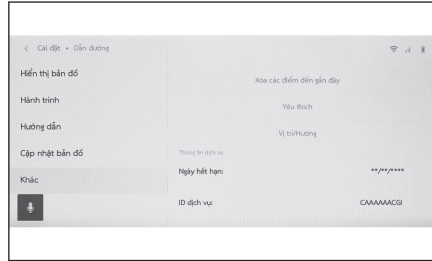 Cài đặt • Dẫn đường
Hiển thị bản đồ
Hành trình
Hướng dẫn
Cập nhật bản đồ
Khác
Xóa các điểm đến gần đây
Yêu thích
Vị trí/Hướng
Thông tin dịch vụ
Ngày hết hạn: **/**/****
ID dịch vụ: CAAAAAACGI